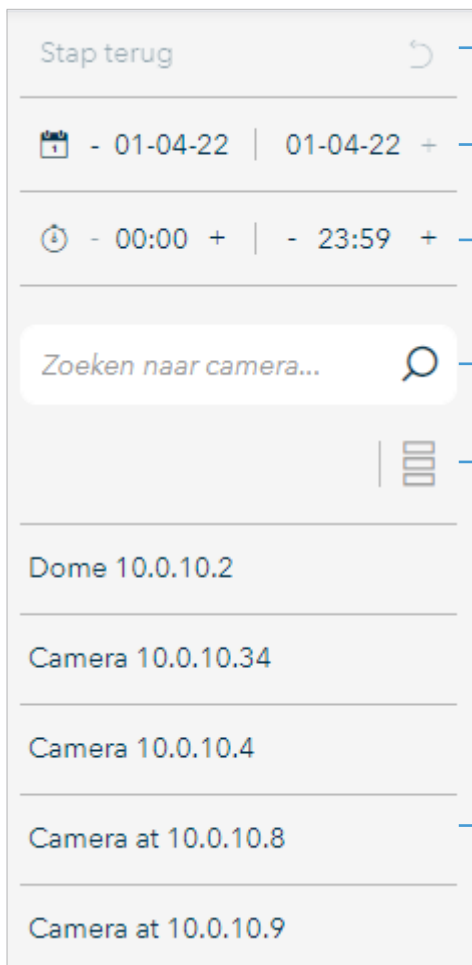 Stap terug
- 01-04-22 | 01-04-22 +
- 00:00 + | - 23:59 +
Zoeken naar camera...
Dome 10.0.10.2
Camera 10.0.10.34
Camera 10.0.10.4
Camera at 10.0.10.8
Camera at 10.0.10.9